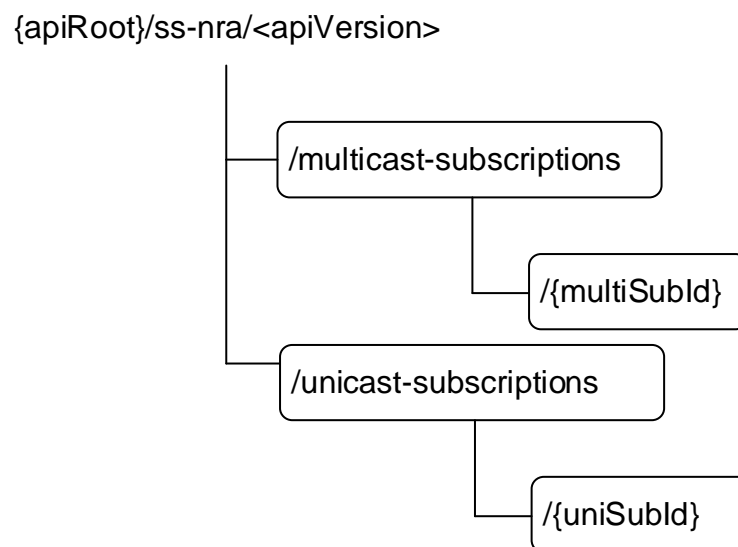 {apiRoot}/ss-nra/<apiVersion>
/multicast-subscriptions
/{multiSubId}
/unicast-subscriptions
/{uniSubId}